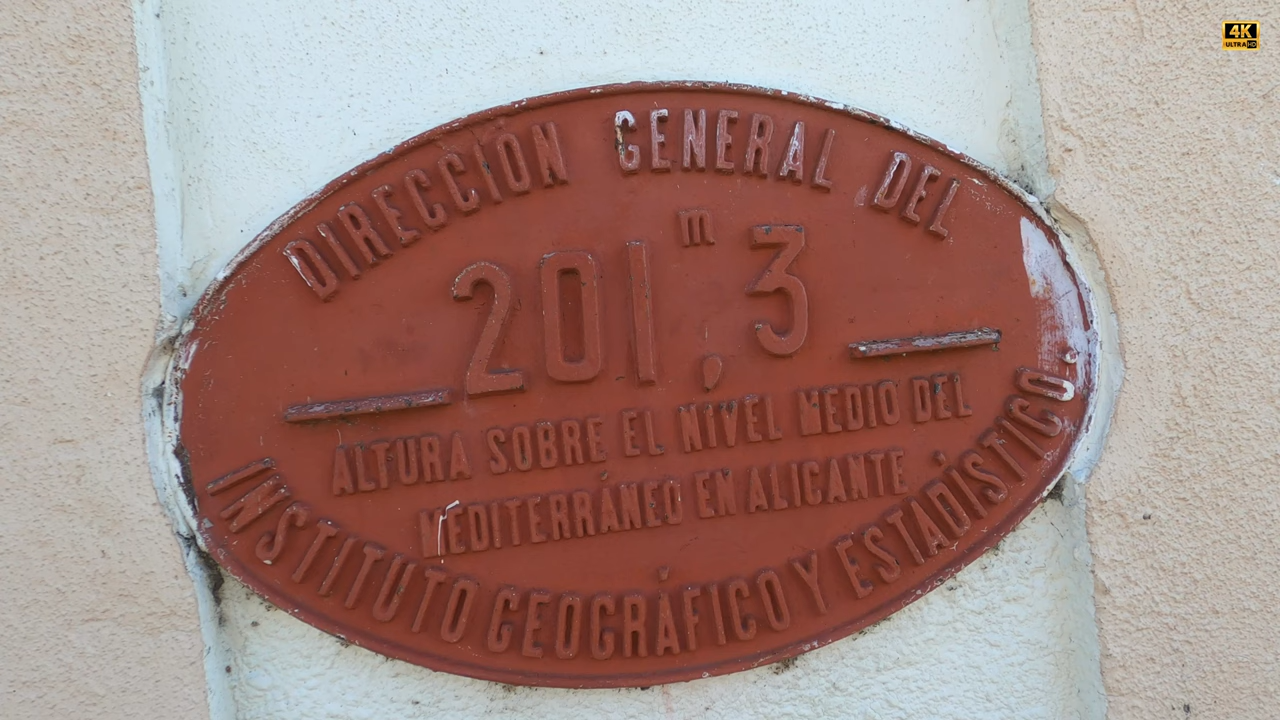 4K
ULTRA HD
DIRECCIÓN GENERAL DEL
201m,3
ALTURA SOBRE EL NIVEL MEDIO DEL
MEDITERRÁNEO EN ALICANTE
INSTITUTO GEOGRÁFICO Y ESTADÍSTICO.